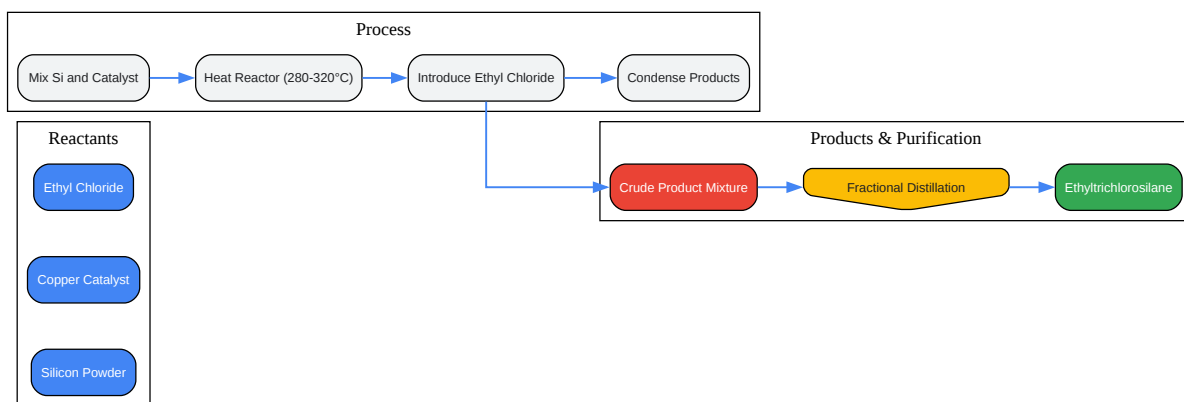 Process
Mix Si and Catalyst
Heat Reactor (280-320°C)
Introduce Ethyl Chloride
Condense Products
Reactants
Ethyl Chloride
Copper Catalyst
Silicon Powder
Products & Purification
Crude Product Mixture
Fractional Distillation
Ethyltrichlorosilane